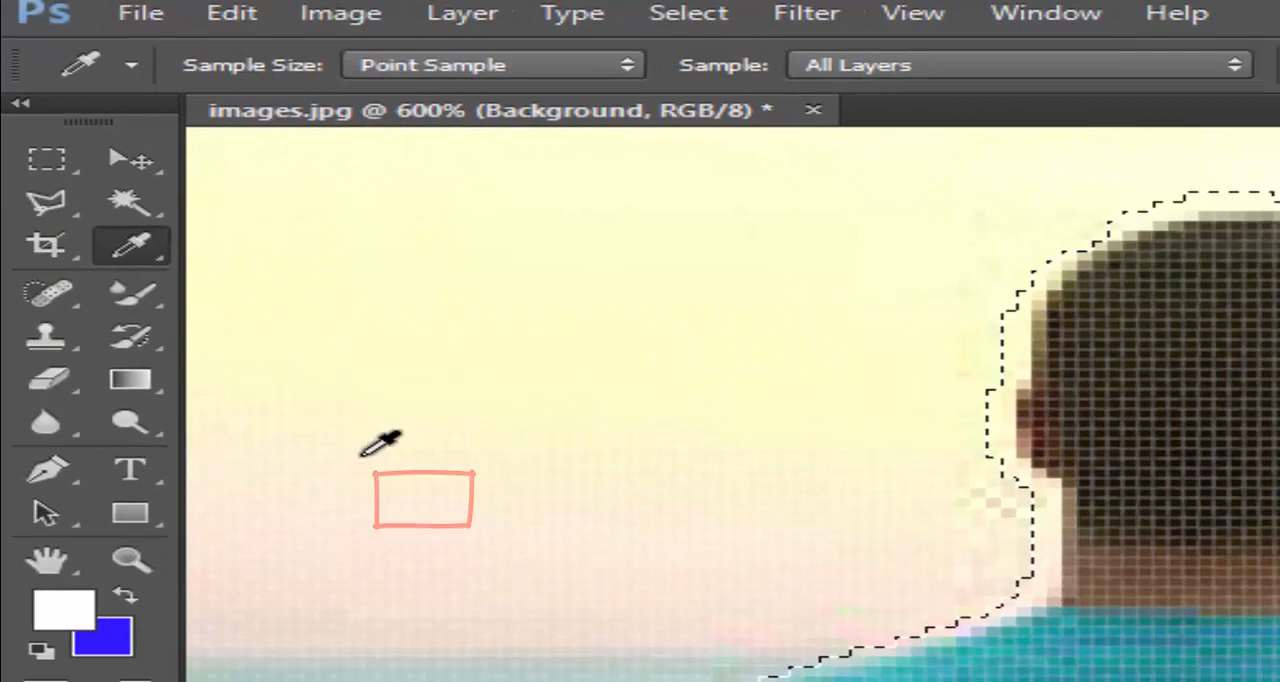 Ps File Edit Image Layer Type Select Filter View Window Help
Sample Size: Point Sample Sample: All Layers
images.jpg @ 600% (Background, RGB/8) * ×
T